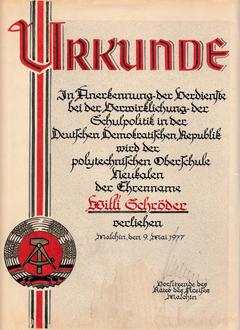 URKUNDE
In Anerkennung der Verdienste
bei der Verwirklichung der
Schulpolitik in der
Deutschen Demokratischen Republik
wird der
polytechnischen Oberschule
Neukalen
der Ehrenname
Willi Schröder
verliehen
Malchin, den 9. Mai 1977
Vorsitzende des
Rates des Kreises
Malchin